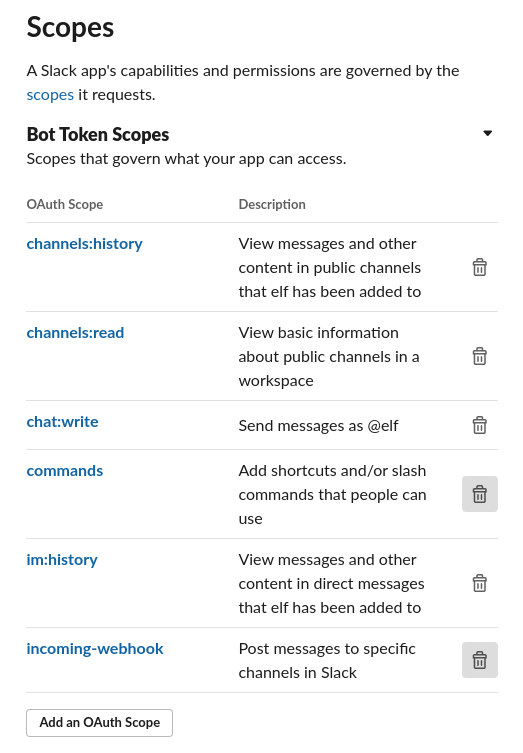 Scopes
A Slack app's capabilities and permissions are governed by the
scopes it requests.
Bot Token Scopes
Scopes that govern what your app can access.
OAuth Scope Description
channels:history View messages and other
content in public channels
that elf has been added to
channels:read View basic information
about public channels in a
workspace
chat:write Send messages as @elf
commands Add shortcuts and/or slash
commands that people can
use
im:history View messages and other
content in direct messages
that elf has been added to
incoming-webhook Post messages to specific
channels in Slack
Add an OAuth Scope